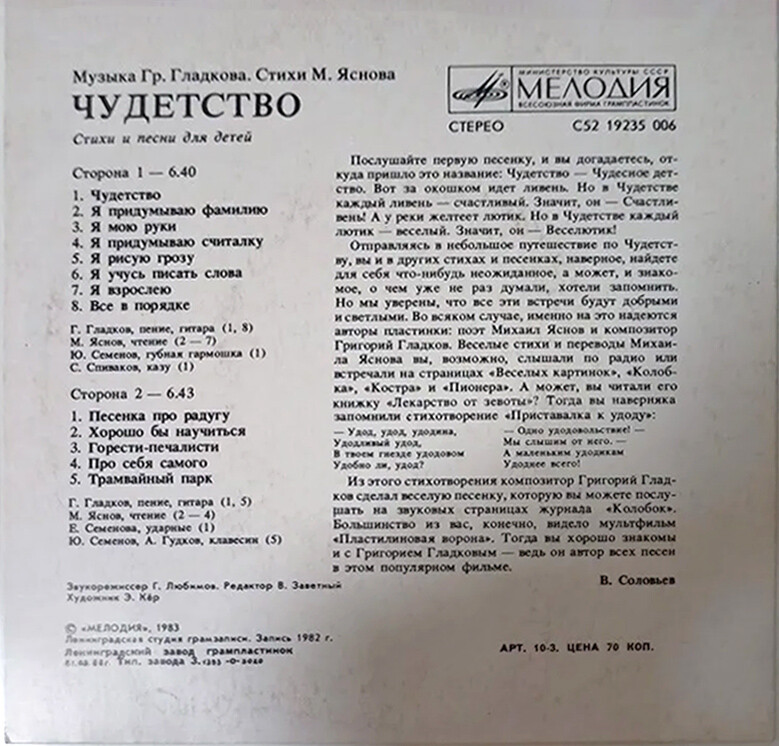 Музыка Гр. Гладкова. Стихи М. Яснова
ЧУДЕТСТВО
Стихи и песни для детей
МИНИСТЕРСТВО КУЛЬТУРЫ СССР
МЕЛОДИЯ
ВСЕСОЮЗНАЯ ФИРМА ГРАМПЛАСТИНОК
СТЕРЕО С52 19235 006
Сторона 1 — 6.40
1. Чудетство
2. Я придумываю фамилию
3. Я мою руки
4. Я придумываю считалку
5. Я рисую грозу
6. Я учусь писать слова
7. Я взрослею
8. Все в порядке
Г. Гладков, пение, гитара (1, 8)
М. Яснов, чтение (2 — 7)
Ю. Семенов, губная гармошка (1)
С. Спиваков, казу (1)
Сторона 2 — 6.43
1. Песенка про радугу
2. Хорошо бы научиться
3. Горести-печалисти
4. Про себя самого
5. Трамвайный парк
Г. Гладков, пение, гитара (1, 5)
М. Яснов, чтение (2 — 4)
Е. Семенова, ударные (1)
Ю. Семенов, А. Гудков, клавесин (5)
Звукорежиссер Г. Любимов. Редактор В. Заветный
Художник Э. Кёр
© «МЕЛОДИЯ», 1983
Ленинградская студия грамзаписи. Запись 1982 г.
Ленинградский завод грампластинок
Тип. завода
Послушайте первую песенку, и вы догадаетесь, от-
куда пришло это название: Чудетство — Чудесное дет-
ство. Вот за окошком идет ливень. Но в Чудетстве
каждый ливень — счастливый. Значит, он — Счастли-
вень! А у реки желтеет лютик. Но в Чудетстве каждый
лютик — веселый. Значит, он — Веселютик!
Отправляясь в небольшое путешествие по Чудетст-
ву, вы и в других стихах и песенках, наверное, найдете
для себя что-нибудь неожиданное, а может, и знако-
мое, о чем уже не раз думали, хотели запомнить.
Но мы уверены, что все эти встречи будут добрыми
и светлыми. Во всяком случае, именно на это надеются
авторы пластинки: поэт Михаил Яснов и композитор
Григорий Гладков. Веселые стихи и переводы Михаи-
ла Яснова вы, возможно, слышали по радио или
встречали на страницах «Веселых картинок», «Колоб-
ка», «Костра» и «Пионера». А может, вы читали его
книжку «Лекарство от зевоты»? Тогда вы наверняка
запомнили стихотворение «Приставалка к удоду»:
— Удод, удод, удодина,
Удодливый удод,
В твоем гнезде удодовом
Удобно ли, удод?
— Одно удодовольствие! —
Мы слышим от него. —
А маленьким удодикам
Удоднее всего!
Из этого стихотворения композитор Григорий Глад-
ков сделал веселую песенку, которую вы можете послу-
шать на звуковых страницах журнала «Колобок».
Большинство из вас, конечно, видело мультфильм
«Пластилиновая ворона». Тогда вы хорошо знакомы
и с Григорием Гладковым — ведь он автор всех песен
в этом популярном фильме.
В. Соловьев
АРТ. 10-3. ЦЕНА 70 КОП.